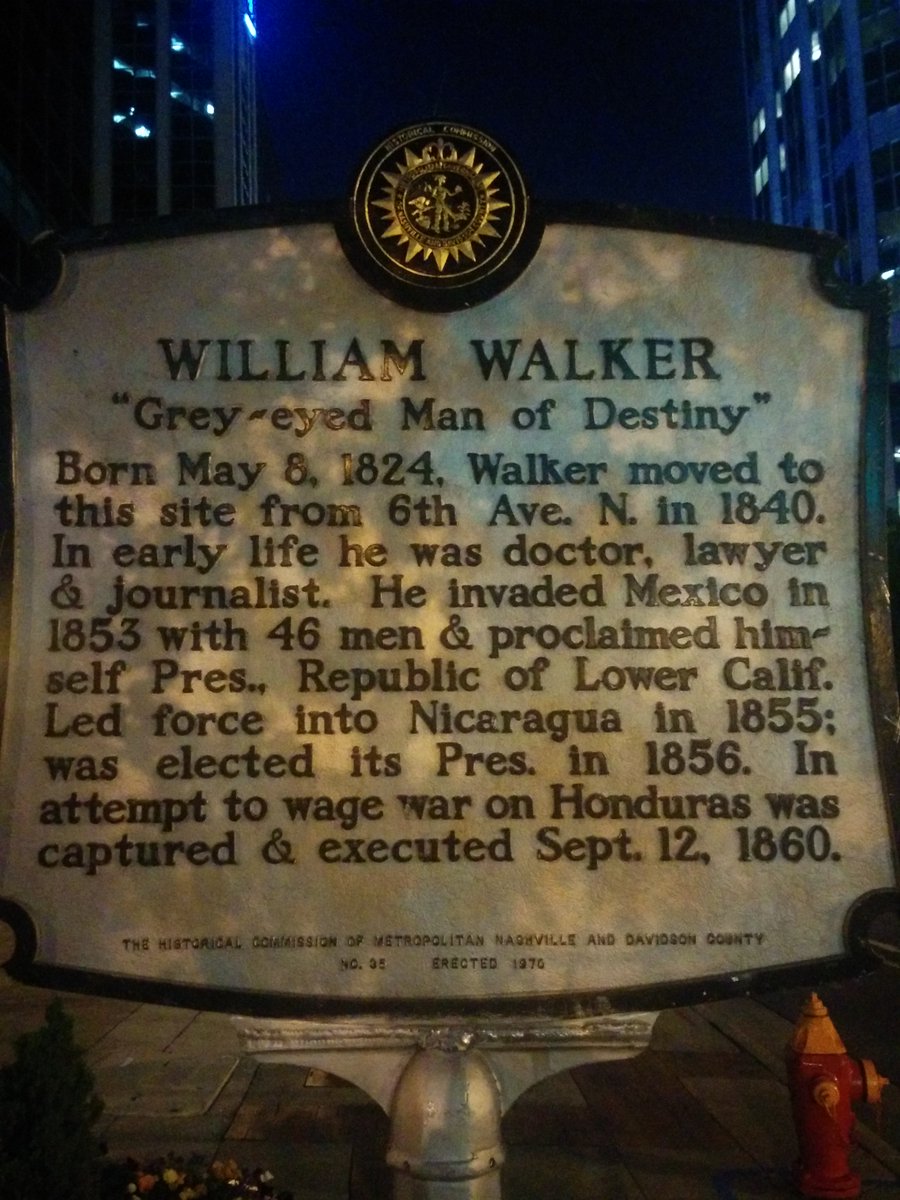 HISTORICAL COMMISSION
WILLIAM WALKER
"Grey-eyed Man of Destiny"
Born May 8, 1824, Walker moved to
this site from 6th Ave. N. in 1840.
In early life he was doctor, lawyer
& journalist. He invaded Mexico in
1853 with 46 men & proclaimed him-
self Pres., Republic of Lower Calif.
Led force into Nicaragua in 1855;
was elected its Pres. in 1856. In
attempt to wage war on Honduras was
captured & executed Sept. 12, 1860.
THE HISTORICAL COMMISSION OF METROPOLITAN NASHVILLE AND DAVIDSON COUNTY
NO. 35 ERECTED 1970